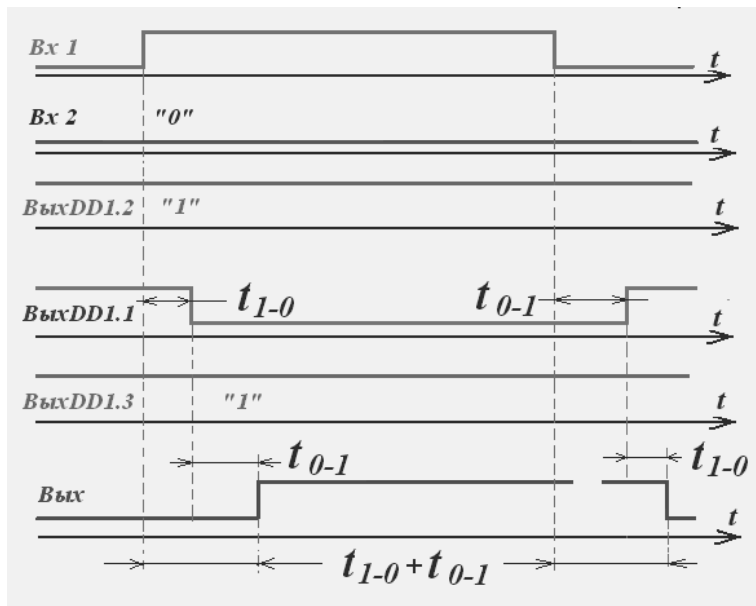 Вх 1
t
Вх 2 "0" t
ВыхDD1.2 "1" t
t1-0 t0-1
ВыхDD1.1 t
ВыхDD1.3 "1" t
t0-1 t1-0
Вых t
t1-0+t0-1